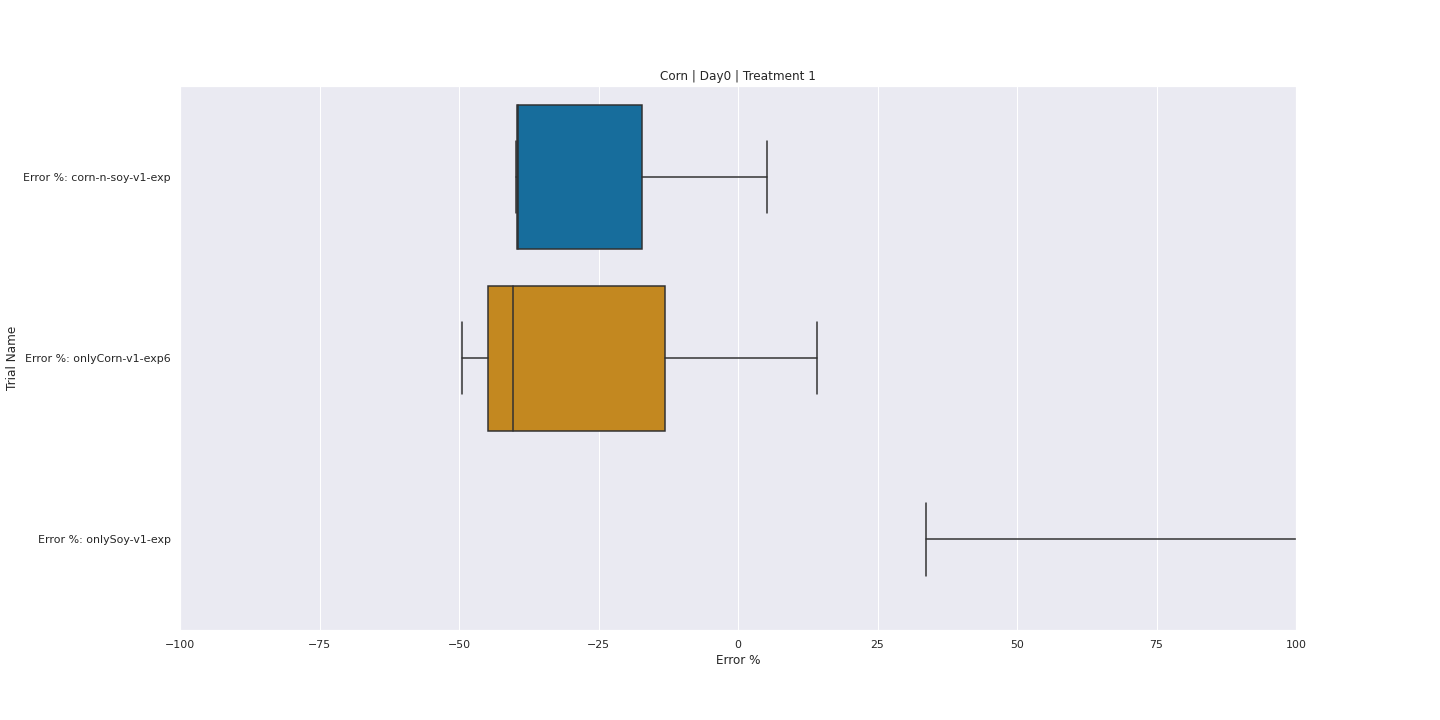 Corn | Day0 | Treatment 1
Trial Name
Error %: corn-n-soy-v1-exp
Error %: onlyCorn-v1-exp6
Error %: onlySoy-v1-exp
−100 −75 −50 −25 0 25 50 75 100
Error %